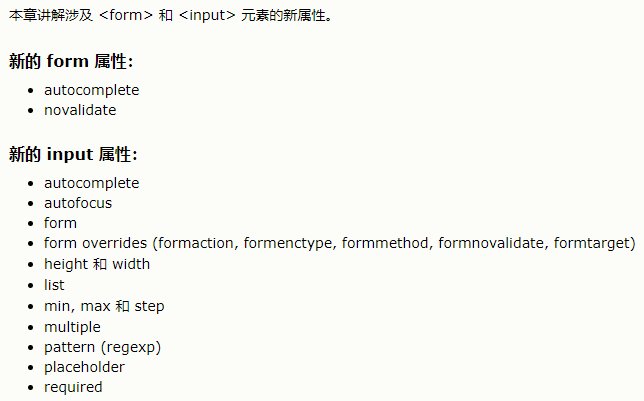 本章讲解涉及 <form> 和 <input> 元素的新属性。
新的 form 属性:
autocomplete
novalidate
新的 input 属性:
autocomplete
autofocus
form
form overrides (formaction, formenctype, formmethod, formnovalidate, formtarget)
height 和 width
list
min, max 和 step
multiple
pattern (regexp)
placeholder
required